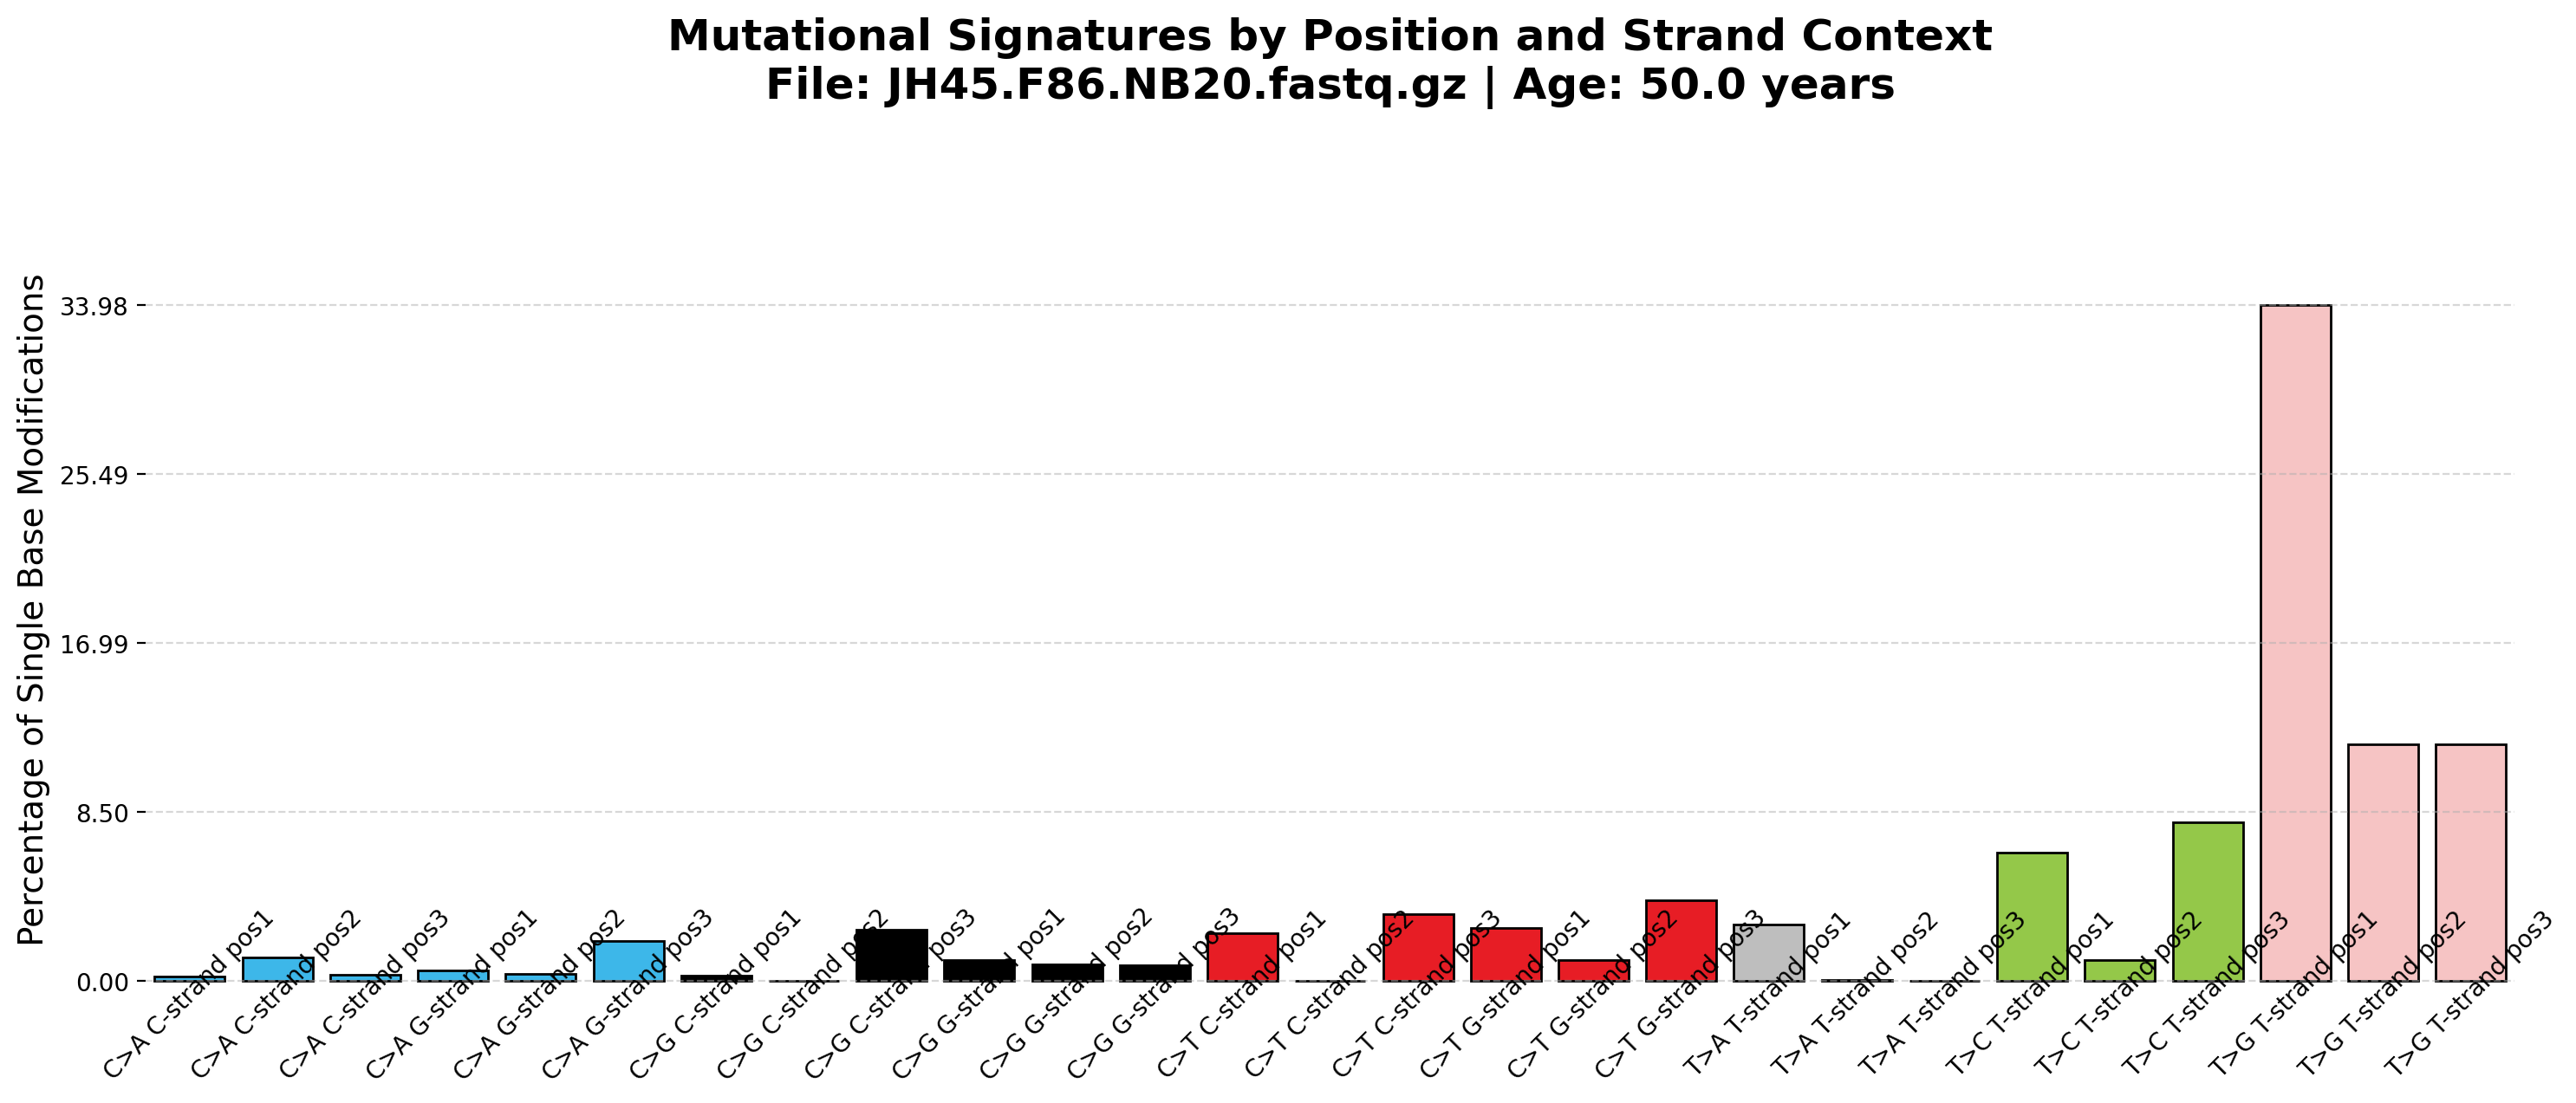 Mutational Signatures by Position and Strand Context
File: JH45.F86.NB20.fastq.gz | Age: 50.0 years
Percentage of Single Base Modifications
33.98
25.49
16.99
8.50
0.00
C>A C-strand pos1
C>A C-strand pos2
C>A C-strand pos3
C>A G-strand pos1
C>A G-strand pos2
C>A G-strand pos3
C>G C-strand pos1
C>G C-strand pos2
C>G C-strand pos3
C>G G-strand pos1
C>G G-strand pos2
C>G G-strand pos3
C>T C-strand pos1
C>T C-strand pos2
C>T C-strand pos3
C>T G-strand pos1
C>T G-strand pos2
C>T G-strand pos3
T>A T-strand pos1
T>A T-strand pos2
T>A T-strand pos3
T>C T-strand pos1
T>C T-strand pos2
T>C T-strand pos3
T>G T-strand pos1
T>G T-strand pos2
T>G T-strand pos3